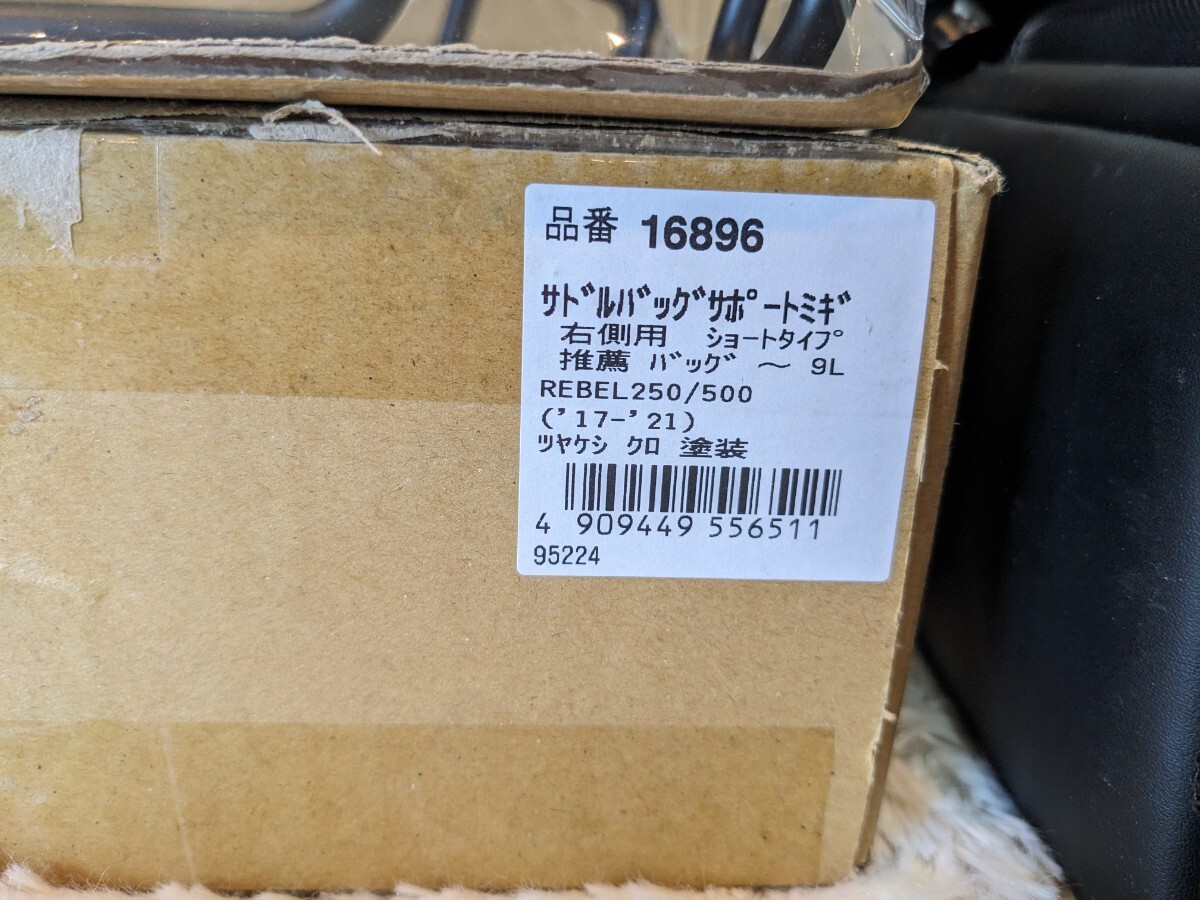 品番 16896
ｻﾄﾞﾙﾊﾞｯｸﾞｻﾎﾟｰﾄﾐｷﾞ
右側用 ｼｮｰﾄﾀｲﾌﾟ
推薦 ﾊﾞｯｸﾞ ～ 9L
REBEL250/500
('17-'21)
ﾂﾔｹｼ ｸﾛ 塗装
4 909449 556511
95224